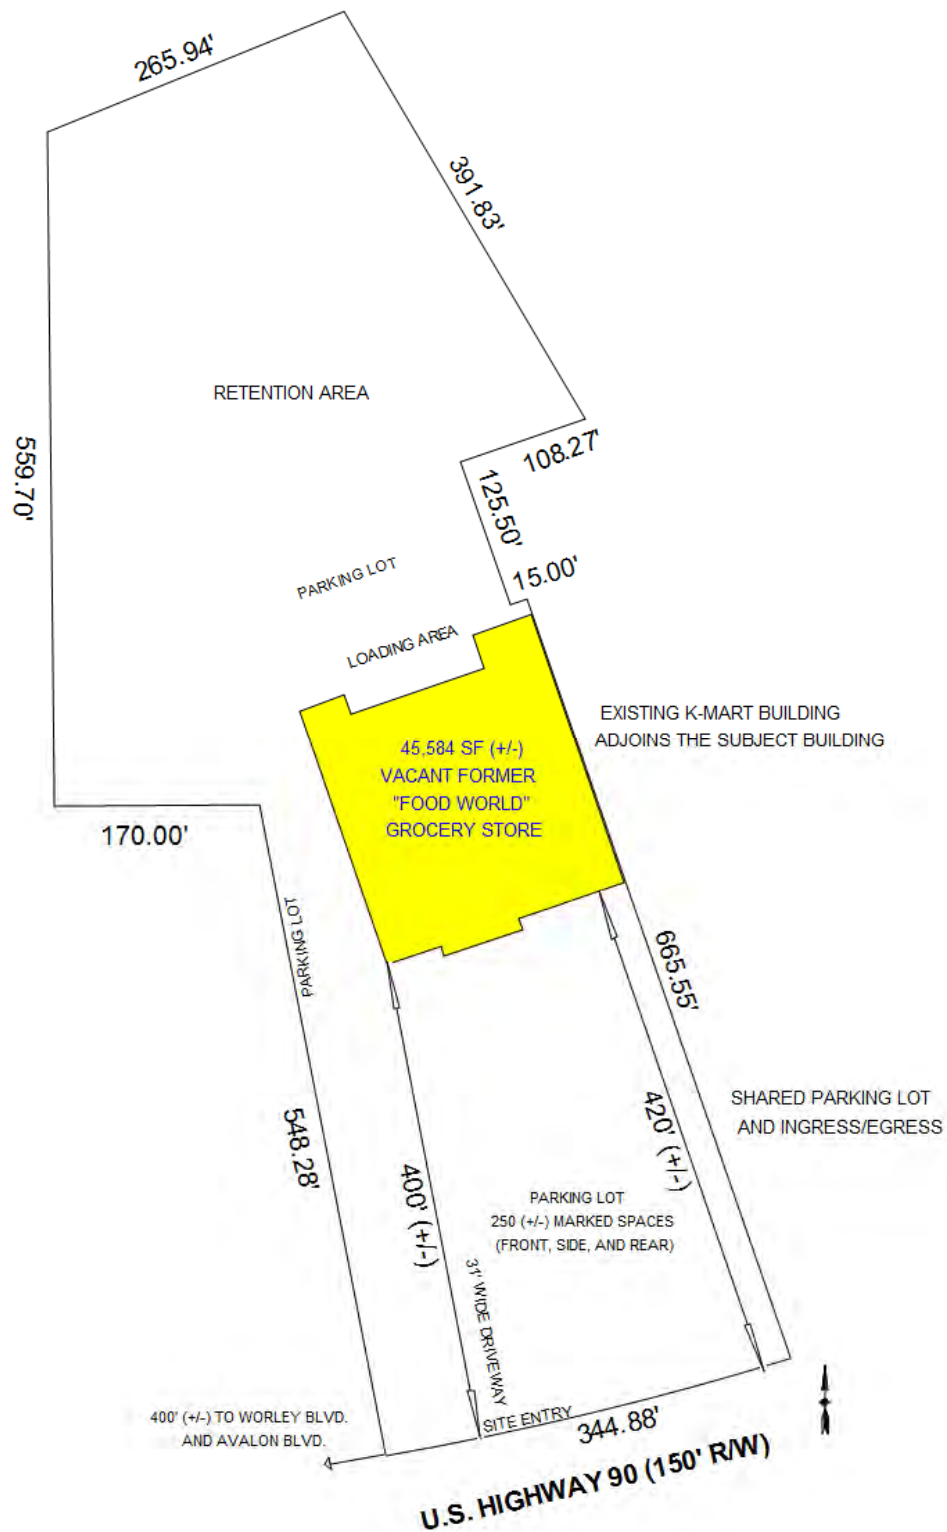 265.94'
391.83'
RETENTION AREA
108.27'
559.70'
125.50'
15.00'
PARKING LOT
LOADING AREA
EXISTING K-MART BUILDING
ADJOINS THE SUBJECT BUILDING
45,584 SF (+/-)
VACANT FORMER
"FOOD WORLD"
GROCERY STORE
170.00'
PARKING LOT
665.55'
548.28'
400' (+/-)
420' (+/-)
SHARED PARKING LOT
AND INGRESS/EGRESS
PARKING LOT
250 (+/-) MARKED SPACES
(FRONT, SIDE, AND REAR)
31' WIDE DRIVEWAY
400' (+/-) TO WORLEY BLVD.
AND AVALON BLVD.
SITE ENTRY
344.88'
U.S. HIGHWAY 90 (150' R/W)